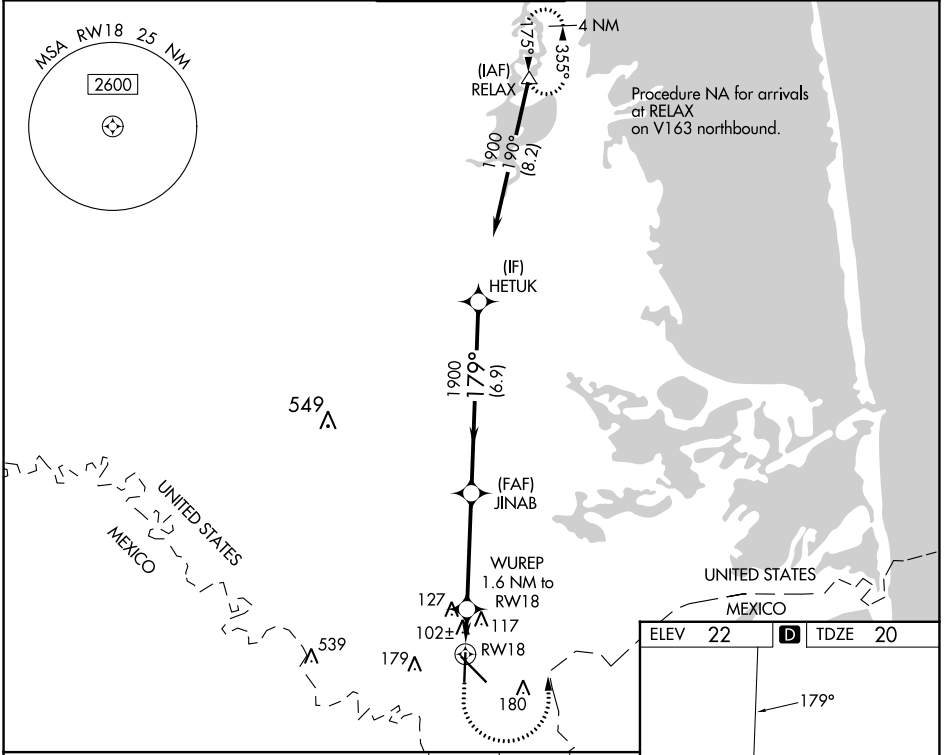 MSA RW18 25 NM
2600
4 NM
175°
355°
(IAF)
RELAX
Procedure NA for arrivals
at RELAX
on V163 northbound.
1900
190°
(8.2)
(IF)
HETUK
1900
179°
(6.9)
549
(FAF)
JINAB
UNITED STATES
MEXICO
WUREP
1.6 NM to
RW18
UNITED STATES
MEXICO
127
102±
117
RW18
539
179
180
ELEV 22 D TDZE 20
179°